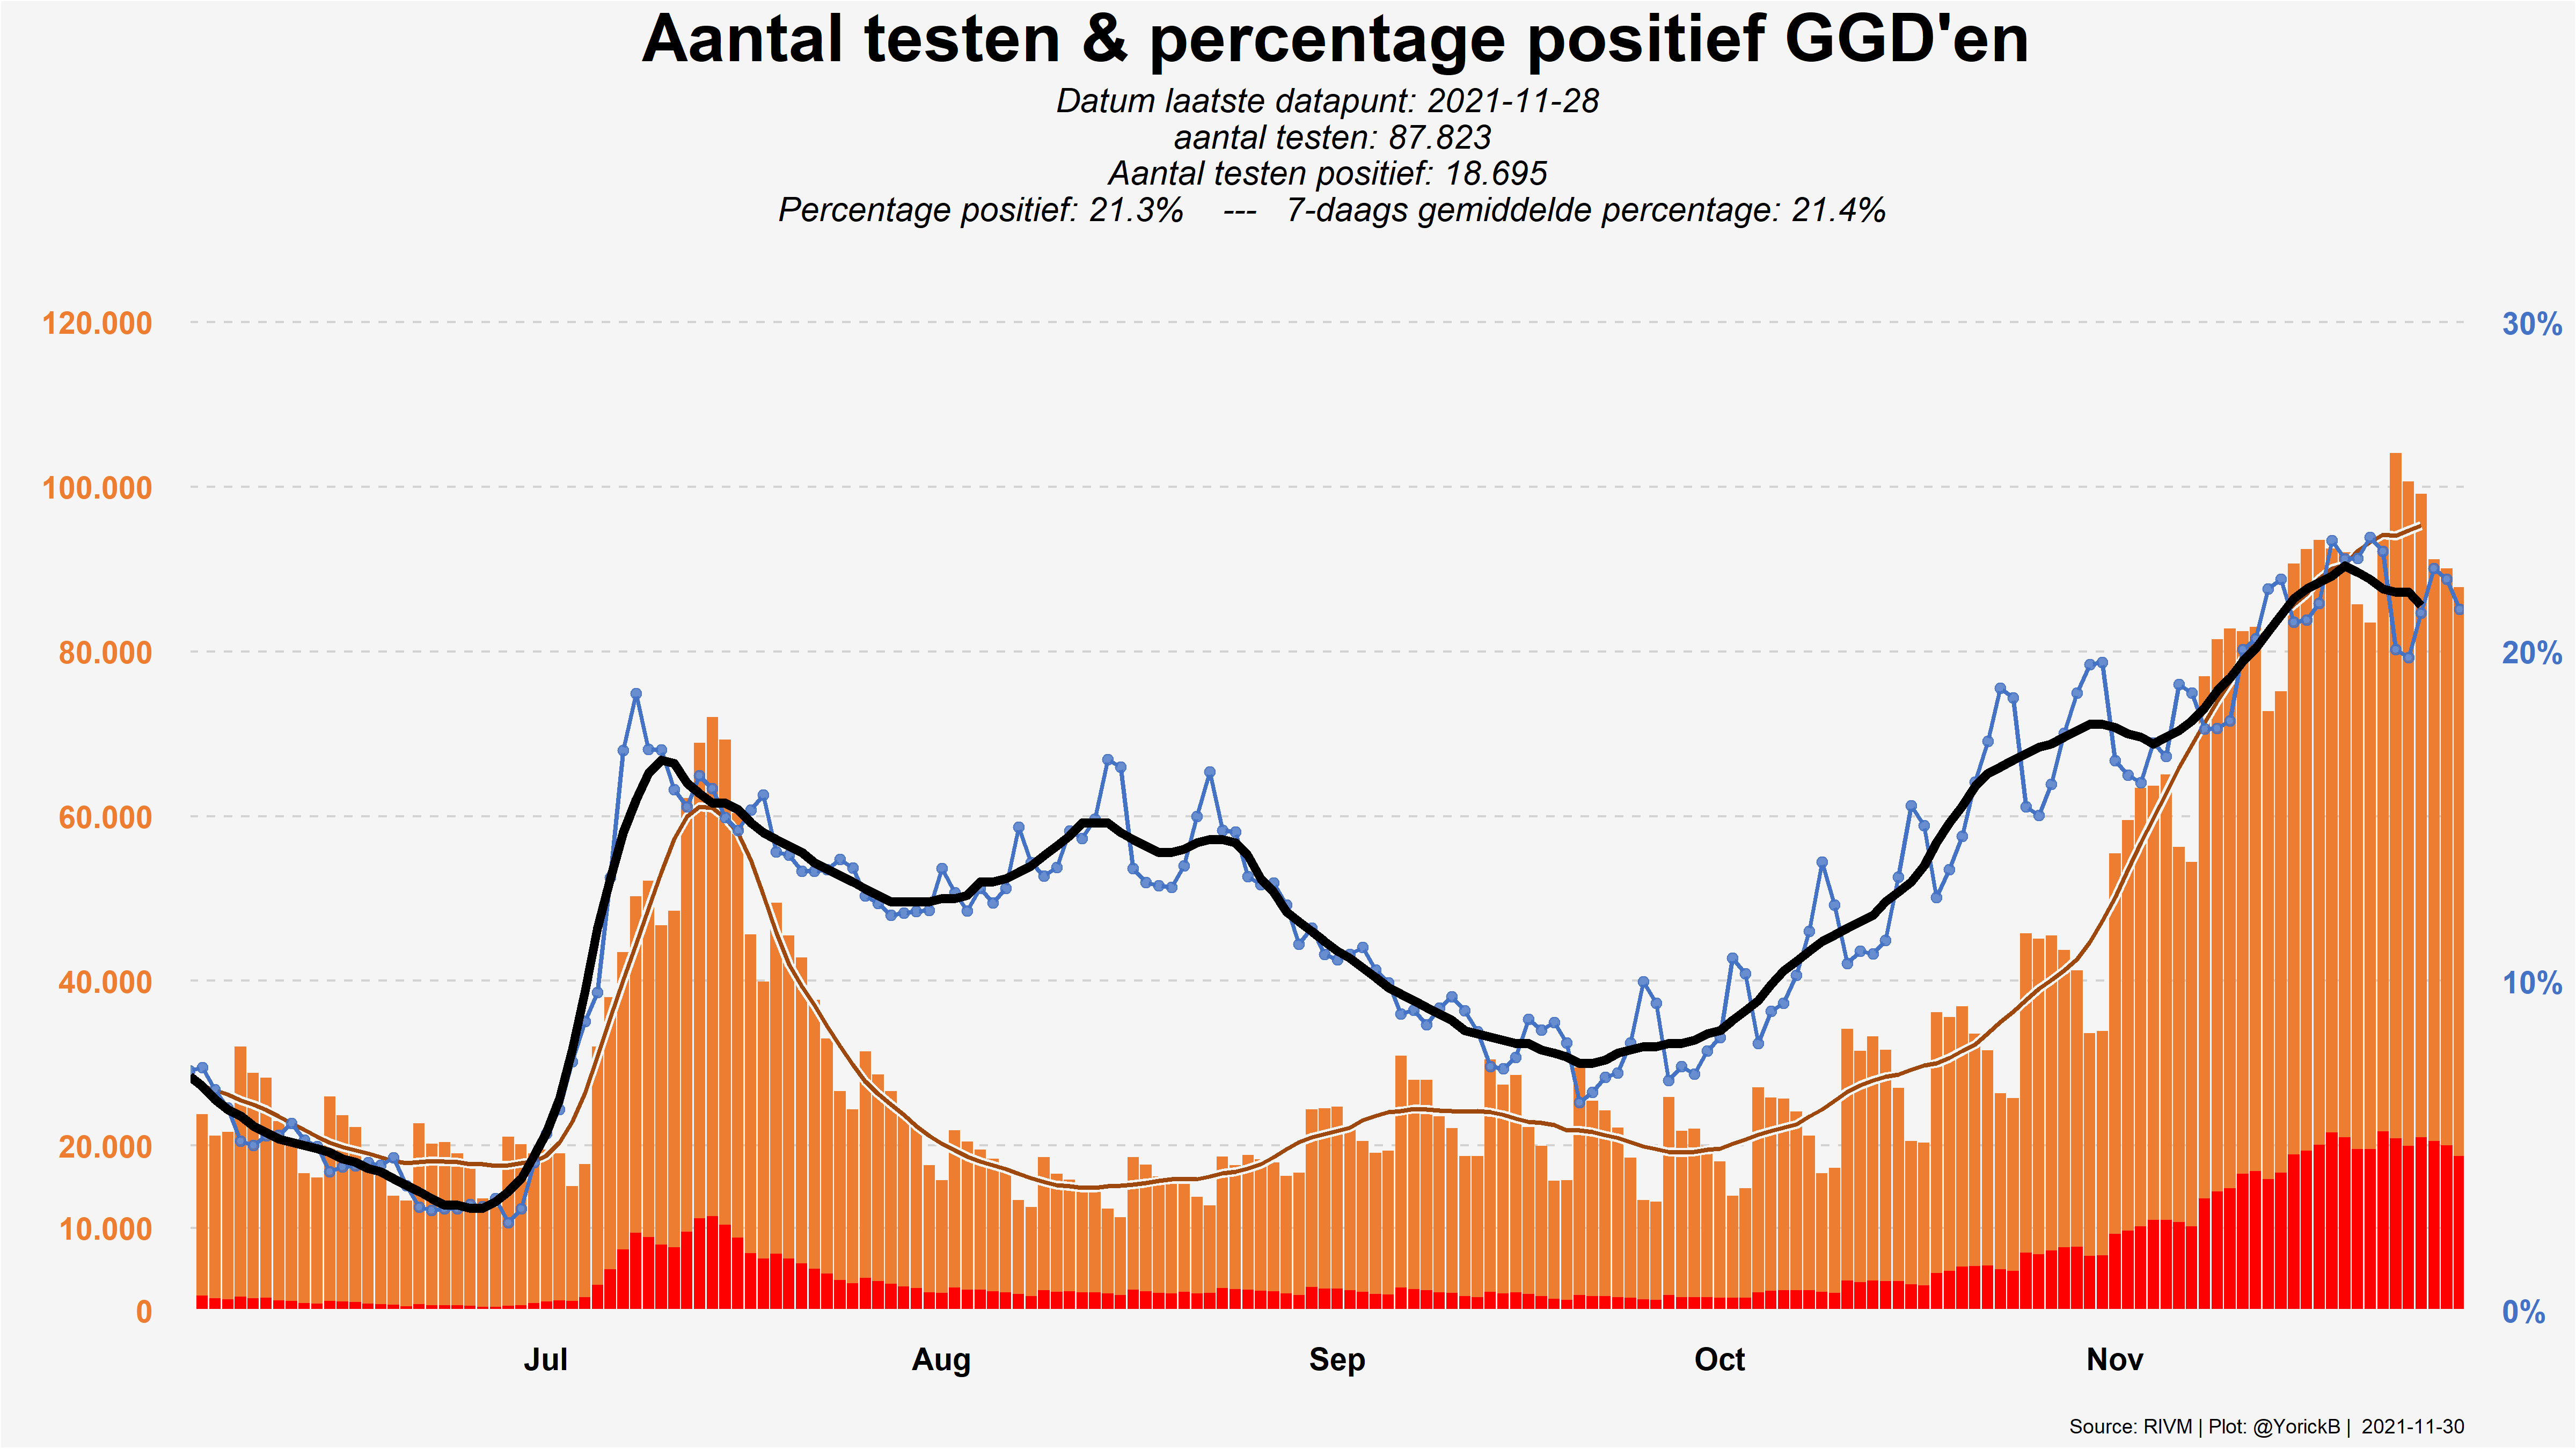 Aantal testen & percentage positief GGD'en
Datum laatste datapunt: 2021-11-28
aantal testen: 87.823
Aantal testen positief: 18.695
Percentage positief: 21.3% --- 7-daags gemiddelde percentage: 21.4%
120.000
30%
100.000
80.000
20%
60.000
40.000
10%
20.000
10.000
0
0%
Jul
Aug
Sep
Oct
Nov
Source: RIVM | Plot: @YorickB | 2021-11-30